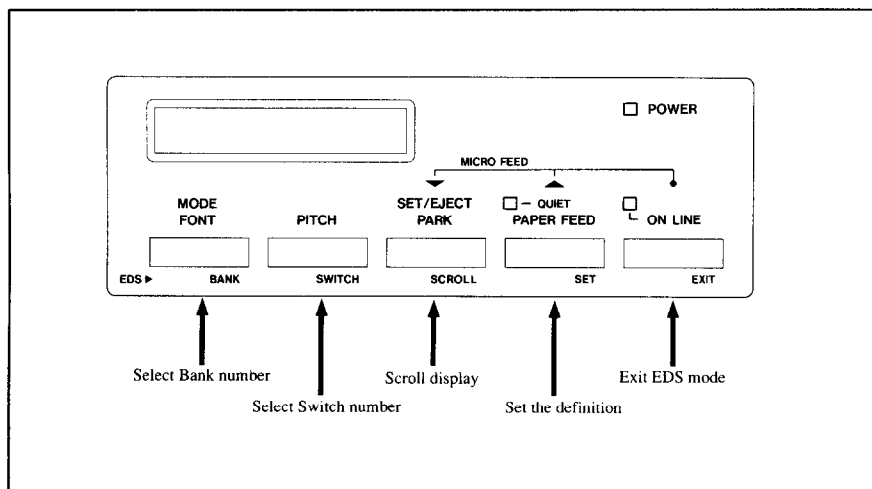 POWER
MICRO FEED
MODE
FONT
PITCH
SET/EJECT
PARK
– QUIET
PAPER FEED
ON LINE
EDS ▶ BANK SWITCH SCROLL SET EXIT
Select Bank number
Select Switch number
Scroll display
Set the definition
Exit EDS mode